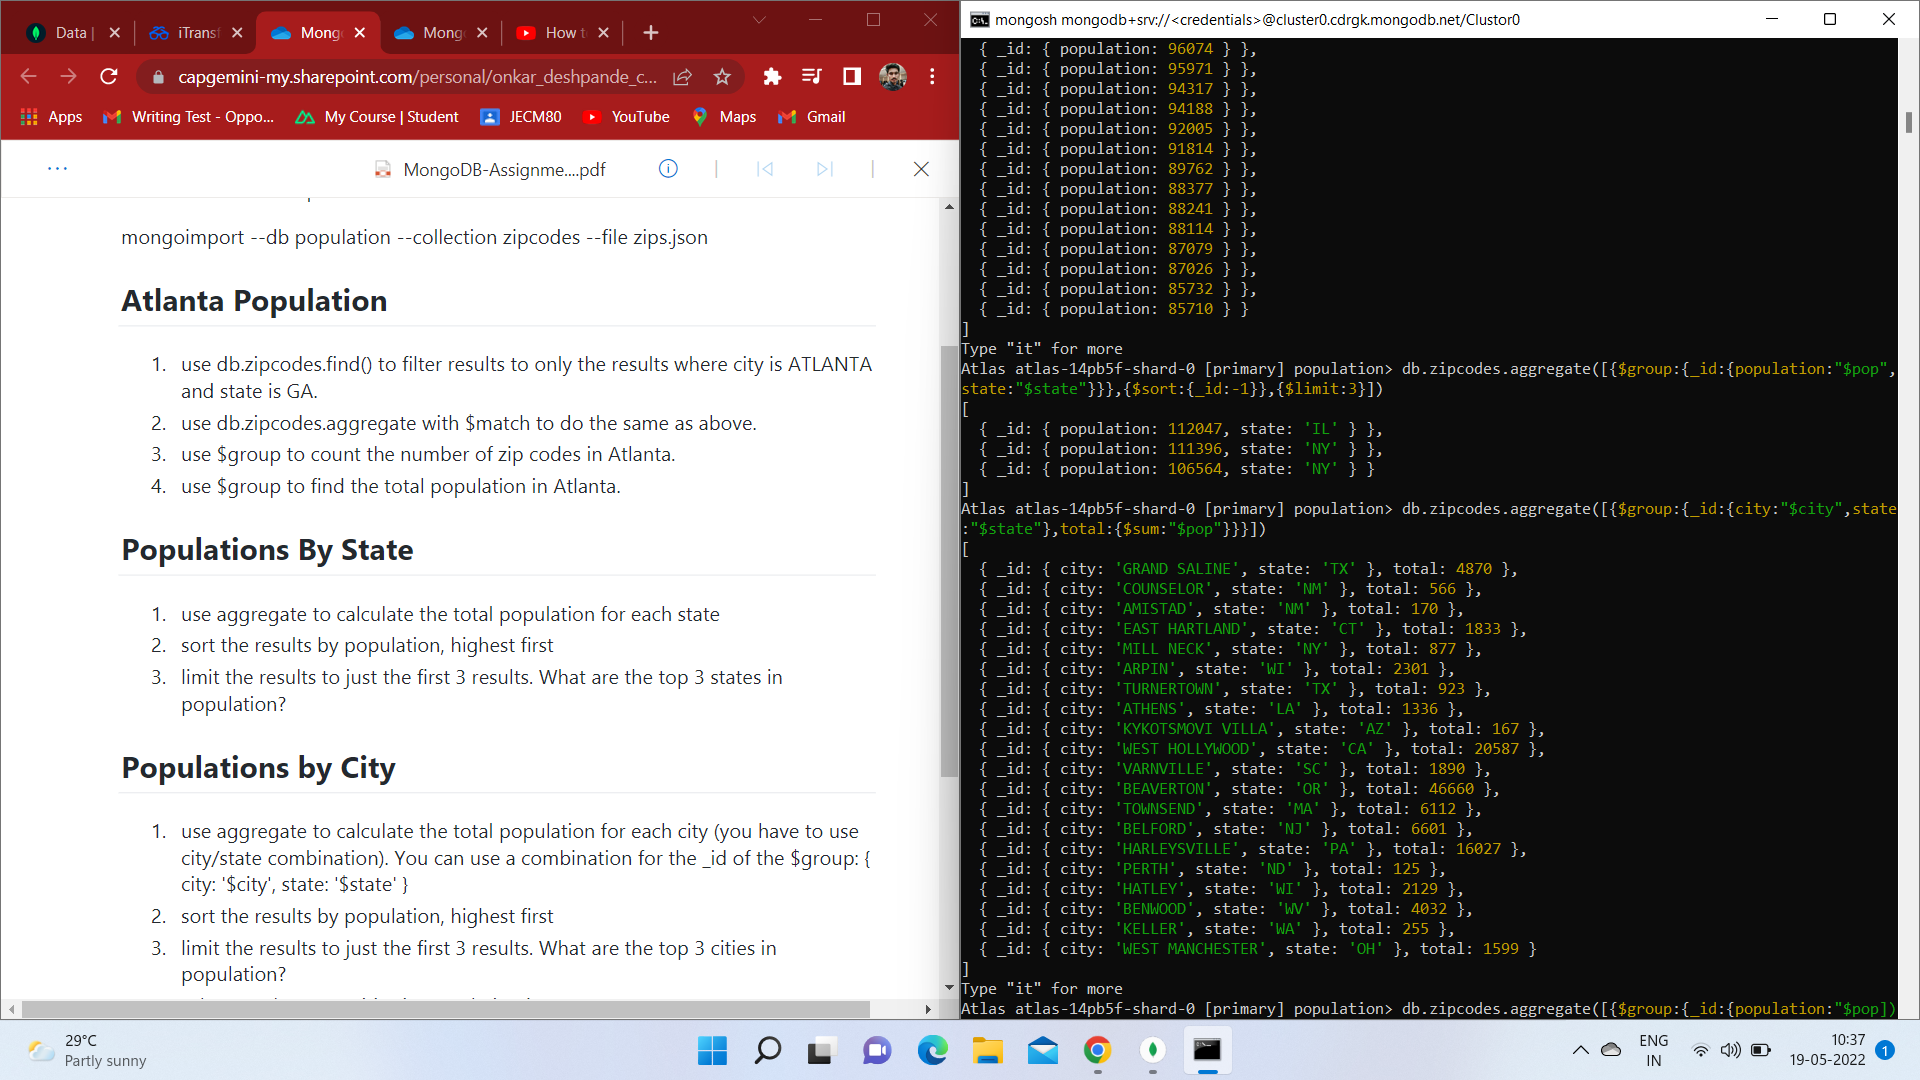 Data |
iTransf
Mong
Mong
How t
capgemini-my.sharepoint.com/personal/onkar_deshpande_c...
Apps
Writing Test - Oppo...
My Course | Student
JECM80
YouTube
Maps
Gmail
...
MongoDB-Assignme....pdf
mongoimport --db population --collection zipcodes --file zips.json
Atlanta Population
1. use db.zipcodes.find() to filter results to only the results where city is ATLANTA
and state is GA.
2. use db.zipcodes.aggregate with $match to do the same as above.
3. use $group to count the number of zip codes in Atlanta.
4. use $group to find the total population in Atlanta.
Populations By State
1. use aggregate to calculate the total population for each state
2. sort the results by population, highest first
3. limit the results to just the first 3 results. What are the top 3 states in
population?
Populations by City
1. use aggregate to calculate the total population for each city (you have to use
city/state combination). You can use a combination for the _id of the $group: {
city: '$city', state: '$state' }
2. sort the results by population, highest first
3. limit the results to just the first 3 results. What are the top 3 cities in
population?
mongosh mongodb+srv://<credentials>@cluster0.cdrgk.mongodb.net/Clustor0
{ _id: { population: 96074 } },
{ _id: { population: 95971 } },
{ _id: { population: 94317 } },
{ _id: { population: 94188 } },
{ _id: { population: 92005 } },
{ _id: { population: 91814 } },
{ _id: { population: 89762 } },
{ _id: { population: 88377 } },
{ _id: { population: 88241 } },
{ _id: { population: 88114 } },
{ _id: { population: 87079 } },
{ _id: { population: 87026 } },
{ _id: { population: 85732 } },
{ _id: { population: 85710 } }
]
Type "it" for more
Atlas atlas-14pb5f-shard-0 [primary] population> db.zipcodes.aggregate([{$group:{_id:{population:"$pop",
state:"$state"}}},{$sort:{_id:-1}},{$limit:3}])
[
{ _id: { population: 112047, state: 'IL' } },
{ _id: { population: 111396, state: 'NY' } },
{ _id: { population: 106564, state: 'NY' } }
]
Atlas atlas-14pb5f-shard-0 [primary] population> db.zipcodes.aggregate([{$group:{_id:{city:"$city",state
:"$state"},total:{$sum:"$pop"}}}])
[
{ _id: { city: 'GRAND SALINE', state: 'TX' }, total: 4870 },
{ _id: { city: 'COUNSELOR', state: 'NM' }, total: 566 },
{ _id: { city: 'AMISTAD', state: 'NM' }, total: 170 },
{ _id: { city: 'EAST HARTLAND', state: 'CT' }, total: 1833 },
{ _id: { city: 'MILL NECK', state: 'NY' }, total: 877 },
{ _id: { city: 'ARPIN', state: 'WI' }, total: 2301 },
{ _id: { city: 'TURNERTOWN', state: 'TX' }, total: 923 },
{ _id: { city: 'ATHENS', state: 'LA' }, total: 1336 },
{ _id: { city: 'KYKOTSMOVI VILLA', state: 'AZ' }, total: 167 },
{ _id: { city: 'WEST HOLLYWOOD', state: 'CA' }, total: 20587 },
{ _id: { city: 'VARNVILLE', state: 'SC' }, total: 1890 },
{ _id: { city: 'BEAVERTON', state: 'OR' }, total: 46660 },
{ _id: { city: 'TOWNSEND', state: 'MA' }, total: 6112 },
{ _id: { city: 'BELFORD', state: 'NJ' }, total: 6601 },
{ _id: { city: 'HARLEYSVILLE', state: 'PA' }, total: 16027 },
{ _id: { city: 'PERTH', state: 'ND' }, total: 125 },
{ _id: { city: 'HATLEY', state: 'WI' }, total: 2129 },
{ _id: { city: 'BENWOOD', state: 'WV' }, total: 4032 },
{ _id: { city: 'KELLER', state: 'WA' }, total: 255 },
{ _id: { city: 'WEST MANCHESTER', state: 'OH' }, total: 1599 }
]
Type "it" for more
Atlas atlas-14pb5f-shard-0 [primary] population> db.zipcodes.aggregate([{$group:{_id:{population:"$pop])
29°C
Partly sunny
ENG
IN
10:37
19-05-2022
1